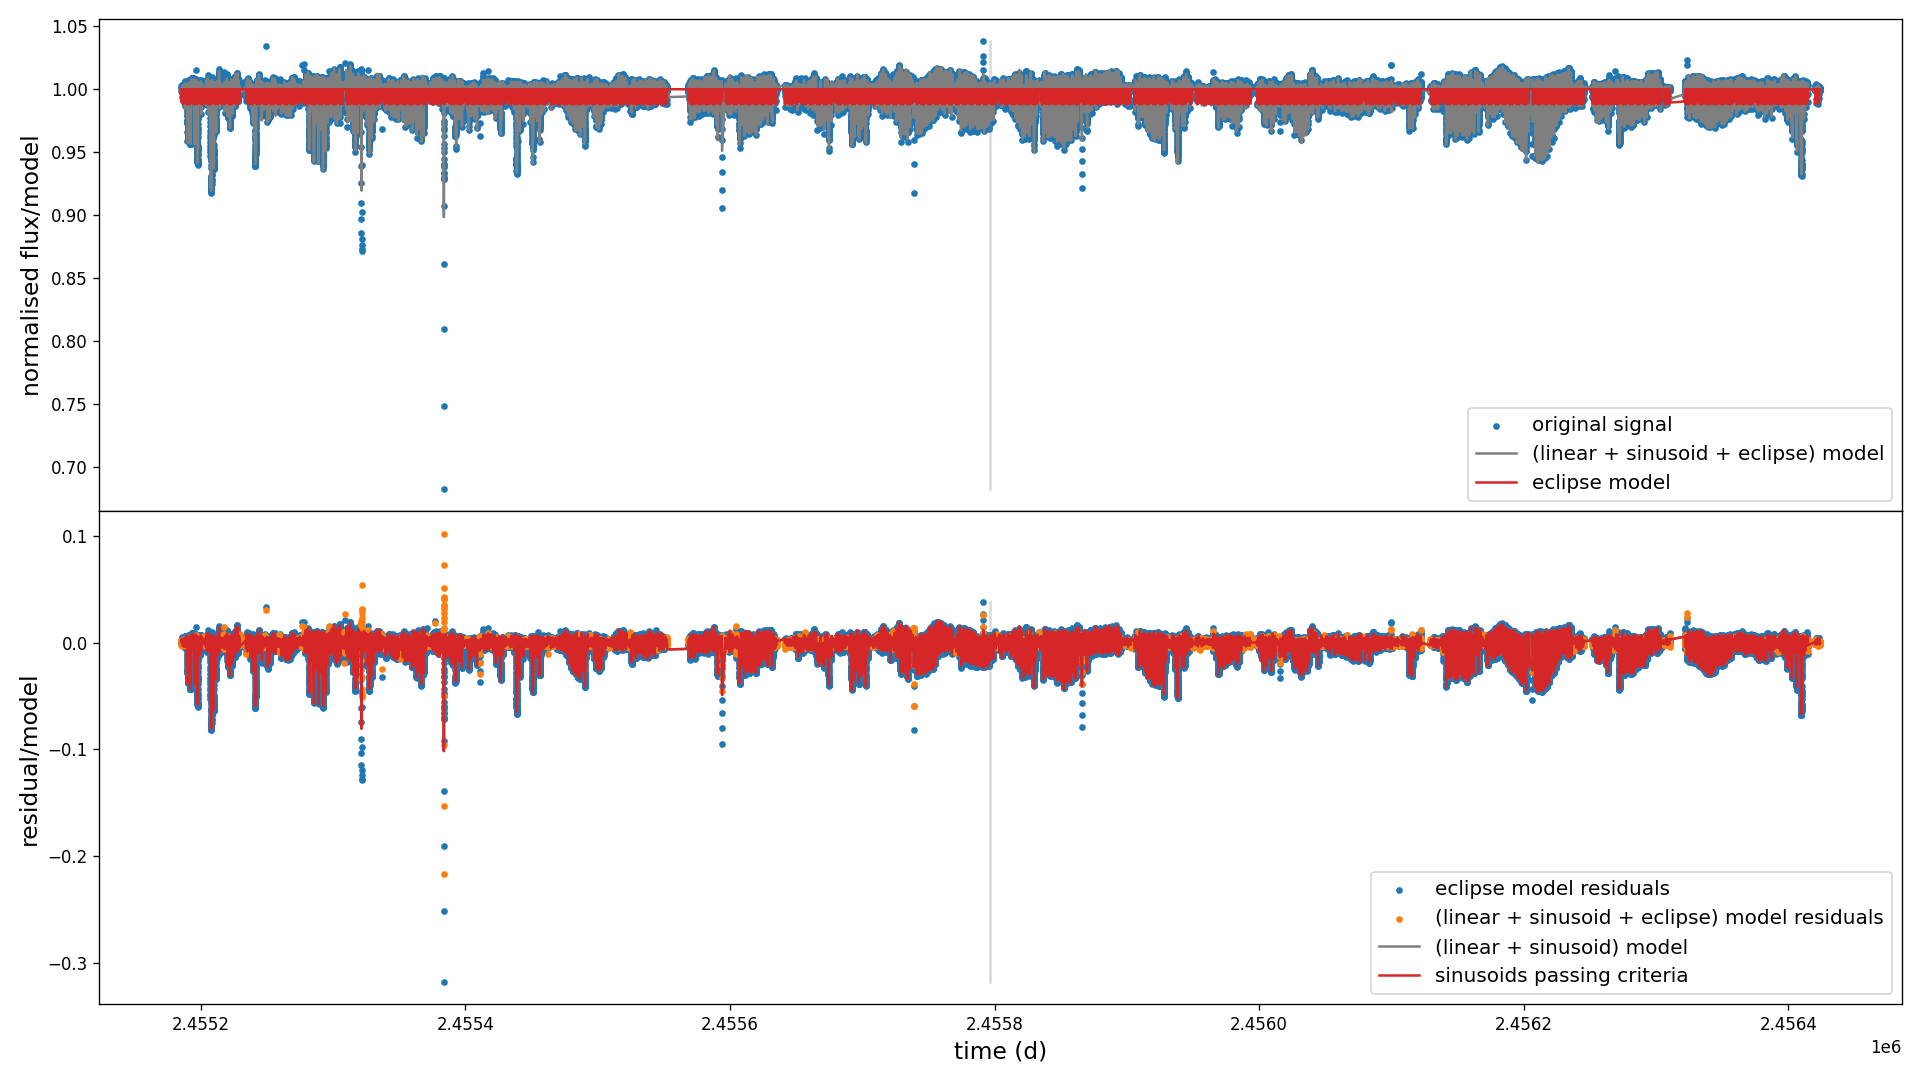 1.05
1.00
0.95
0.90
0.85
0.80
0.75
0.70
normalised flux/model
original signal
(linear + sinusoid + eclipse) model
eclipse model
0.1
0.0
−0.1
−0.2
−0.3
residual/model
eclipse model residuals
(linear + sinusoid + eclipse) model residuals
(linear + sinusoid) model
sinusoids passing criteria
2.4552 2.4554 2.4556 2.4558 2.4560 2.4562 2.4564
1e6
time (d)